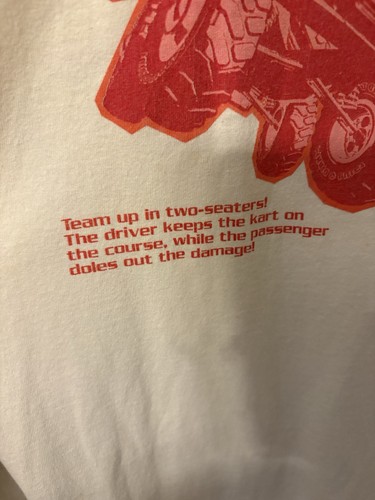 Team up in two-seaters!
The driver keeps the kart on
the course, while the passenger
doles out the damage!